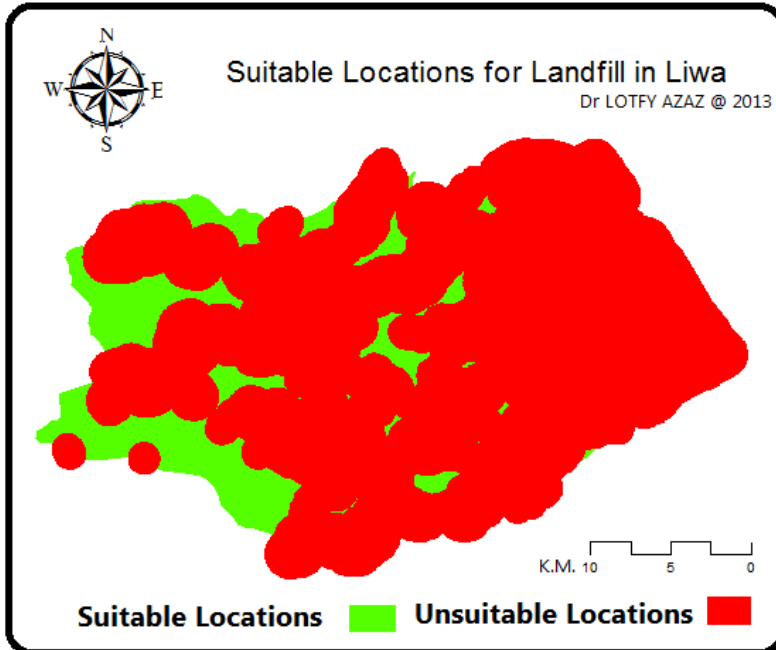 N
W E
S
Suitable Locations for Landfill in Liwa
Dr LOTFY AZAZ @ 2013
K.M. 10 5 0
Suitable Locations Unsuitable Locations